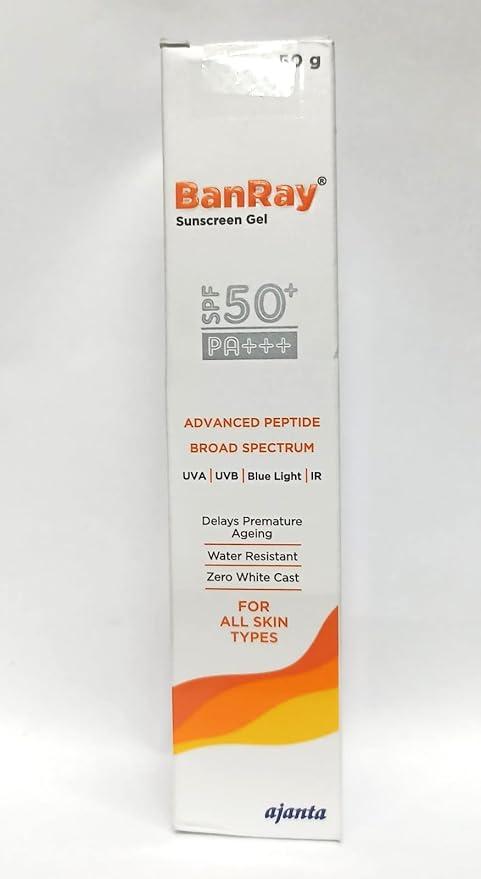 50 g
BanRay®
Sunscreen Gel
SPF 50+
PA+++
ADVANCED PEPTIDE
BROAD SPECTRUM
UVA | UVB | Blue Light | IR
Delays Premature
Ageing
Water Resistant
Zero White Cast
FOR
ALL SKIN
TYPES
ajanta